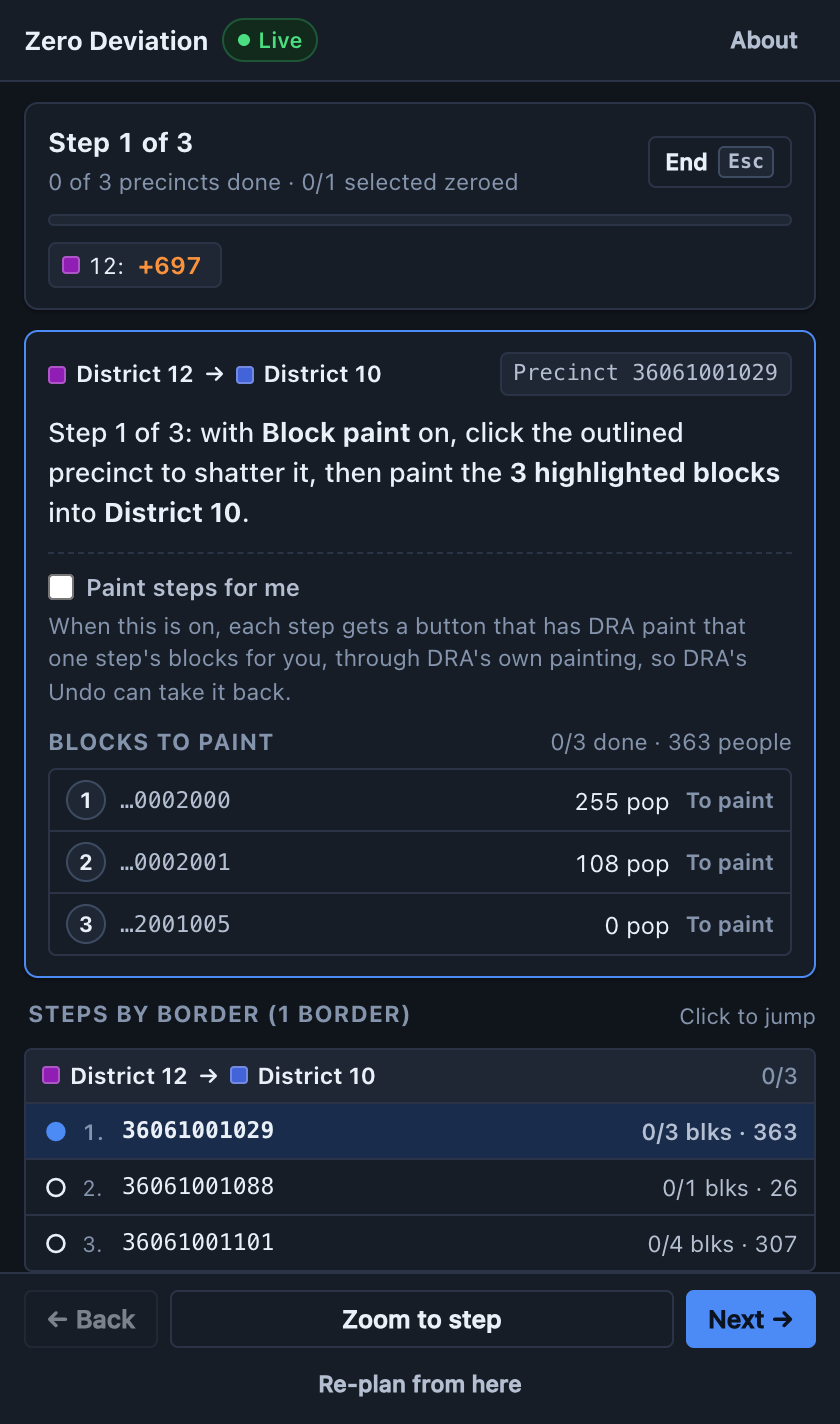 Zero Deviation
Live
About
Step 1 of 3
0 of 3 precincts done · 0/1 selected zeroed
End Esc
12: +697
District 12 → District 10
Precinct 36061001029
Step 1 of 3: with Block paint on, click the outlined
precinct to shatter it, then paint the 3 highlighted blocks
into District 10.
Paint steps for me
When this is on, each step gets a button that has DRA paint that
one step's blocks for you, through DRA's own painting, so DRA's
Undo can take it back.
BLOCKS TO PAINT
0/3 done · 363 people
1 …0002000 255 pop To paint
2 …0002001 108 pop To paint
3 …2001005 0 pop To paint
STEPS BY BORDER (1 BORDER)
Click to jump
District 12 → District 10 0/3
1. 36061001029 0/3 blks · 363
2. 36061001088 0/1 blks · 26
3. 36061001101 0/4 blks · 307
← Back
Zoom to step
Next →
Re-plan from here